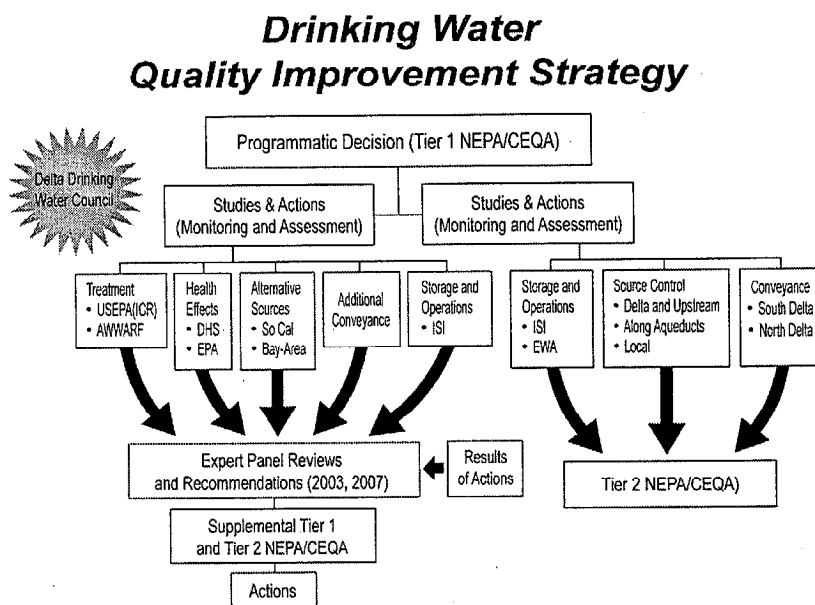 Drinking Water
Quality Improvement Strategy
Programmatic Decision (Tier 1 NEPA/CEQA)
Delta Drinking
Water Council
Studies & Actions
(Monitoring and Assessment)
Studies & Actions
(Monitoring and Assessment)
Treatment
• USEPA(ICR)
• AWWARF
Health
Effects
• DHS
• EPA
Alternative
Sources
• So Cal
• Bay-Area
Additional
Conveyance
Storage and
Operations
• ISI
Storage and
Operations
• ISI
• EWA
Source Control
• Delta and Upstream
• Along Aqueducts
• Local
Conveyance
• South Delta
• North Delta
Expert Panel Reviews
and Recommendations (2003, 2007)
Results
of Actions
Tier 2 NEPA/CEQA)
Supplemental Tier 1
and Tier 2 NEPA/CEQA
Actions